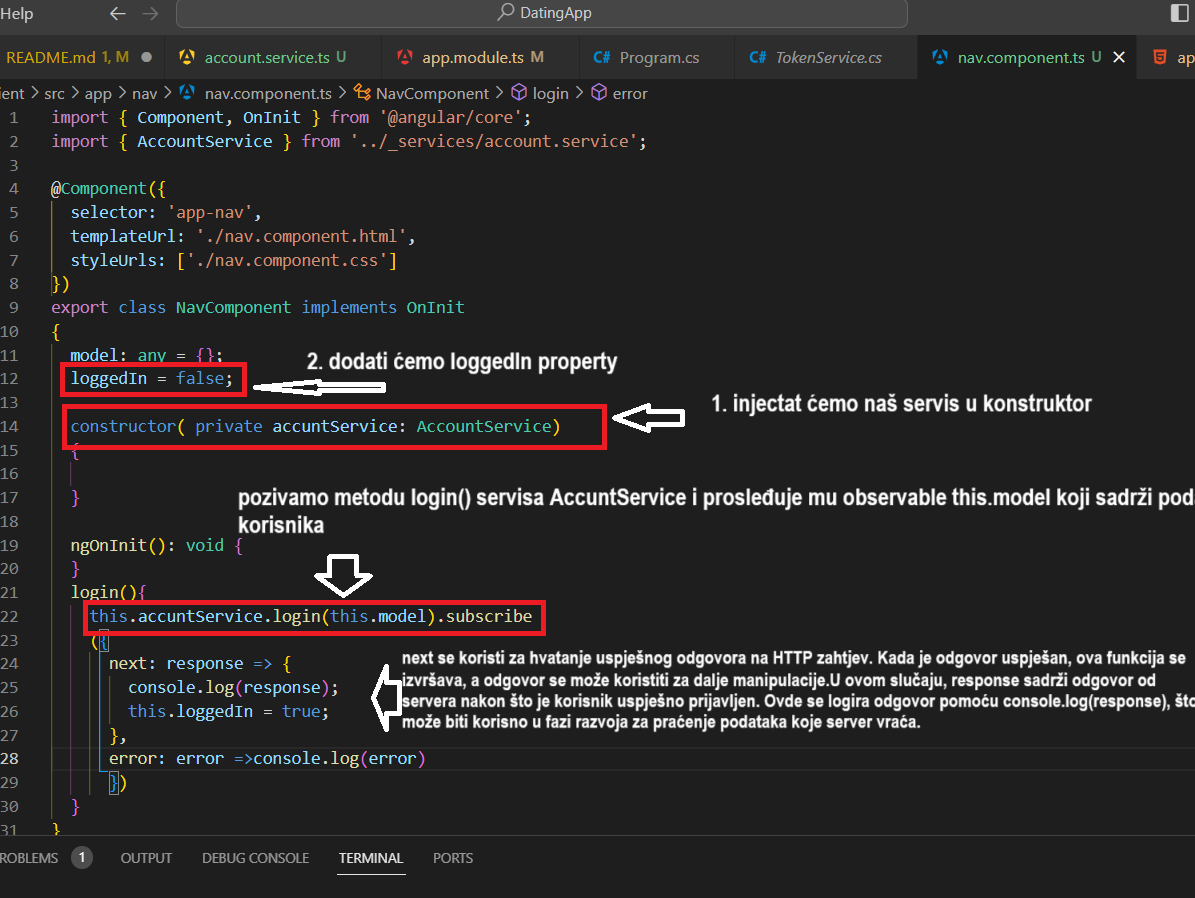 Help
DatingApp
README.md 1, M
account.service.ts U
app.module.ts M
C# Program.cs
C# TokenService.cs
nav.component.ts U
ap
ient > src > app > nav > nav.component.ts > NavComponent > login > error
1 import { Component, OnInit } from '@angular/core';
2 import { AccountService } from '../_services/account.service';
3
4 @Component({
5 selector: 'app-nav',
6 templateUrl: './nav.component.html',
7 styleUrls: ['./nav.component.css']
8 })
9 export class NavComponent implements OnInit
10 {
11 model: any = {};
2. dodati ćemo loggedIn property
12 loggedIn = false;
13
1. injectat ćemo naš servis u konstruktor
14 constructor( private accuntService: AccountService)
15 {
16
17 }
pozivamo metodu login() servisa AccuntService i prosleđuje mu observable this.model koji sadrži pod
korisnika
18
19 ngOnInit(): void {
20 }
21 login(){
22 this.accuntService.login(this.model).subscribe
23 ({
24 next: response => {
25 console.log(response);
26 this.loggedIn = true;
27 },
next se koristi za hvatanje uspješnog odgovora na HTTP zahtjev. Kada je odgovor uspješan, ova funkcija se
izvršava, a odgovor se može koristiti za dalje manipulacije.U ovom slučaju, response sadrži odgovor od
servera nakon što je korisnik uspješno prijavljen. Ovde se logira odgovor pomoću console.log(response), što
može biti korisno u fazi razvoja za praćenje podataka koje server vraća.
28 error: error =>console.log(error)
29 })
30 }
31 }
ROBLEMS 1
OUTPUT
DEBUG CONSOLE
TERMINAL
PORTS